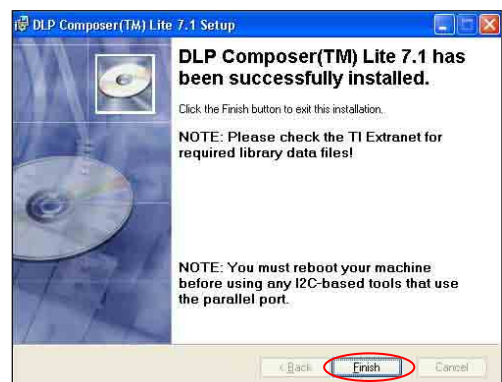 DLP Composer(TM) Lite 7.1 Setup
DLP Composer(TM) Lite 7.1 has
been successfully installed.
Click the Finish button to exit this installation.
NOTE: Please check the TI Extranet for
required library data files!
NOTE: You must reboot your machine
before using any I2C-based tools that use
the parallel port.
< Back
Finish
Cancel